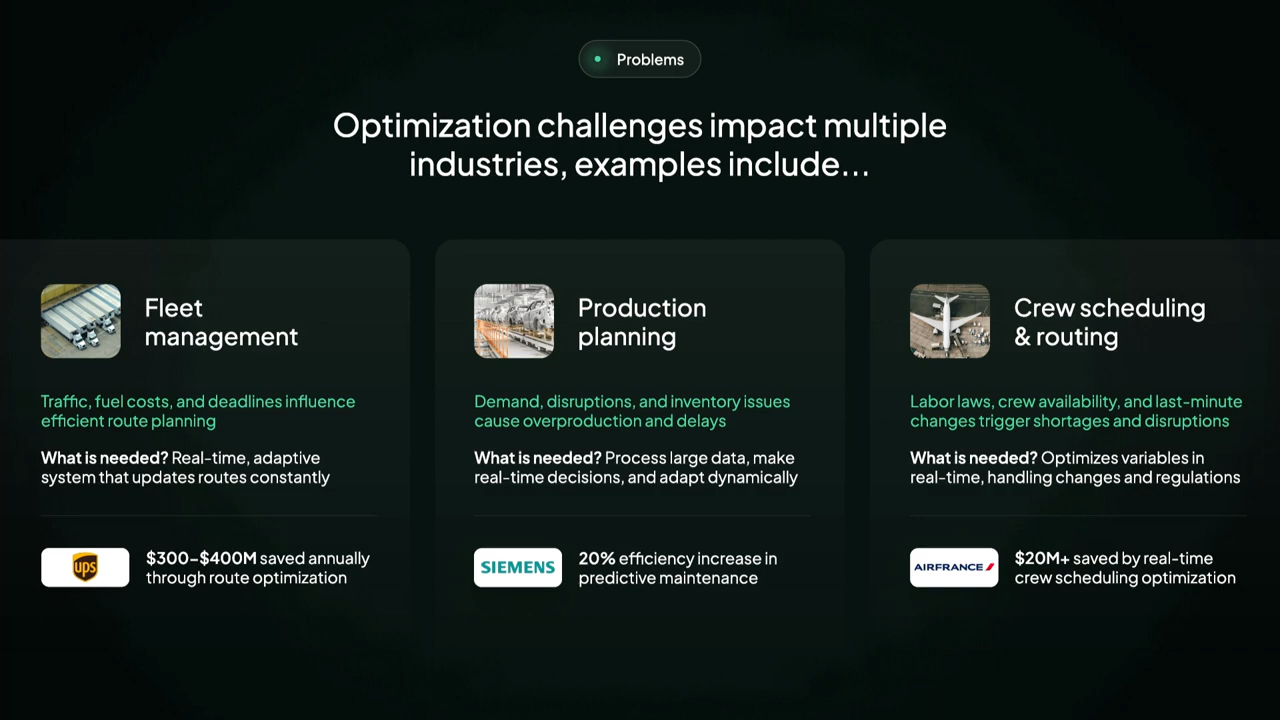 Problems
Optimization challenges impact multiple
industries, examples include...
Fleet
management
Traffic, fuel costs, and deadlines influence
efficient route planning
What is needed? Real-time, adaptive
system that updates routes constantly
ups
$300-$400M saved annually
through route optimization
Production
planning
Demand, disruptions, and inventory issues
cause overproduction and delays
What is needed? Process large data, make
real-time decisions, and adapt dynamically
SIEMENS
20% efficiency increase in
predictive maintenance
Crew scheduling
& routing
Labor laws, crew availability, and last-minute
changes trigger shortages and disruptions
What is needed? Optimizes variables in
real-time, handling changes and regulations
AIRFRANCE
$20M+ saved by real-time
crew scheduling optimization